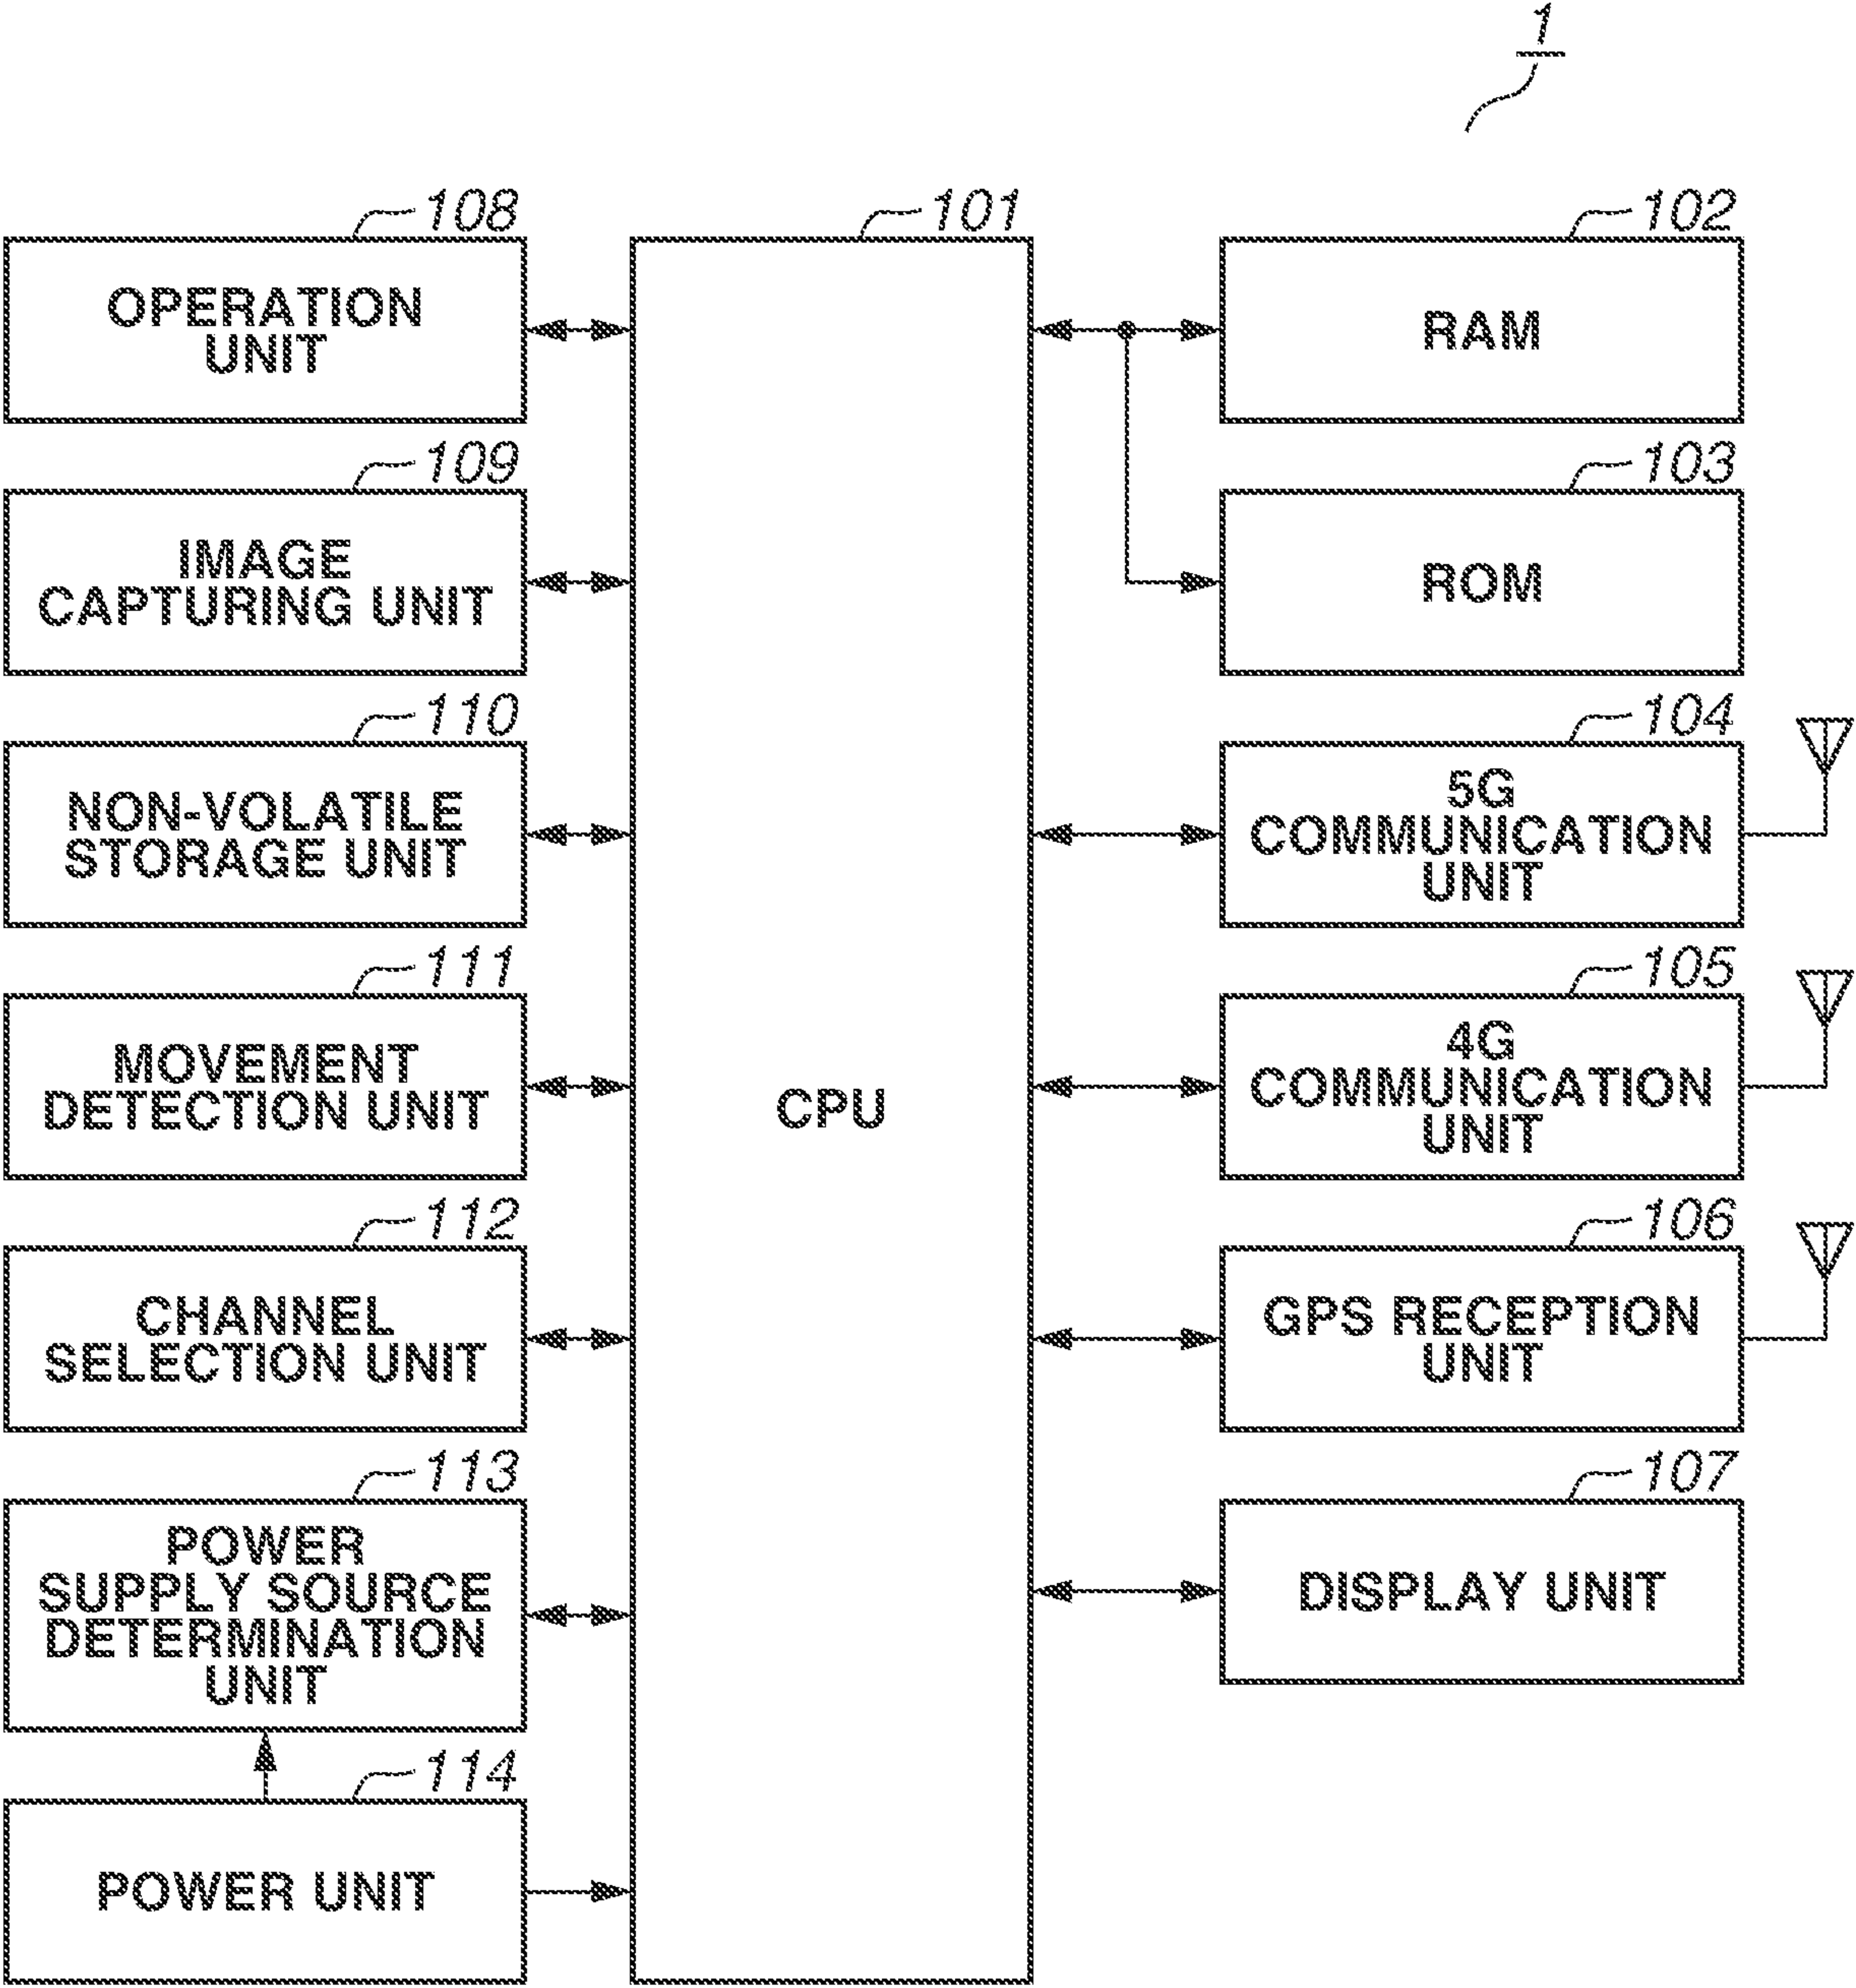 1
108
OPERATION
UNIT
109
IMAGE
CAPTURING UNIT
110
NON-VOLATILE
STORAGE UNIT
111
MOVEMENT
DETECTION UNIT
112
CHANNEL
SELECTION UNIT
113
POWER
SUPPLY SOURCE
DETERMINATION
UNIT
114
POWER UNIT
101
CPU
102
RAM
103
ROM
104
5G
COMMUNICATION
UNIT
105
4G
COMMUNICATION
UNIT
106
GPS RECEPTION
UNIT
107
DISPLAY UNIT